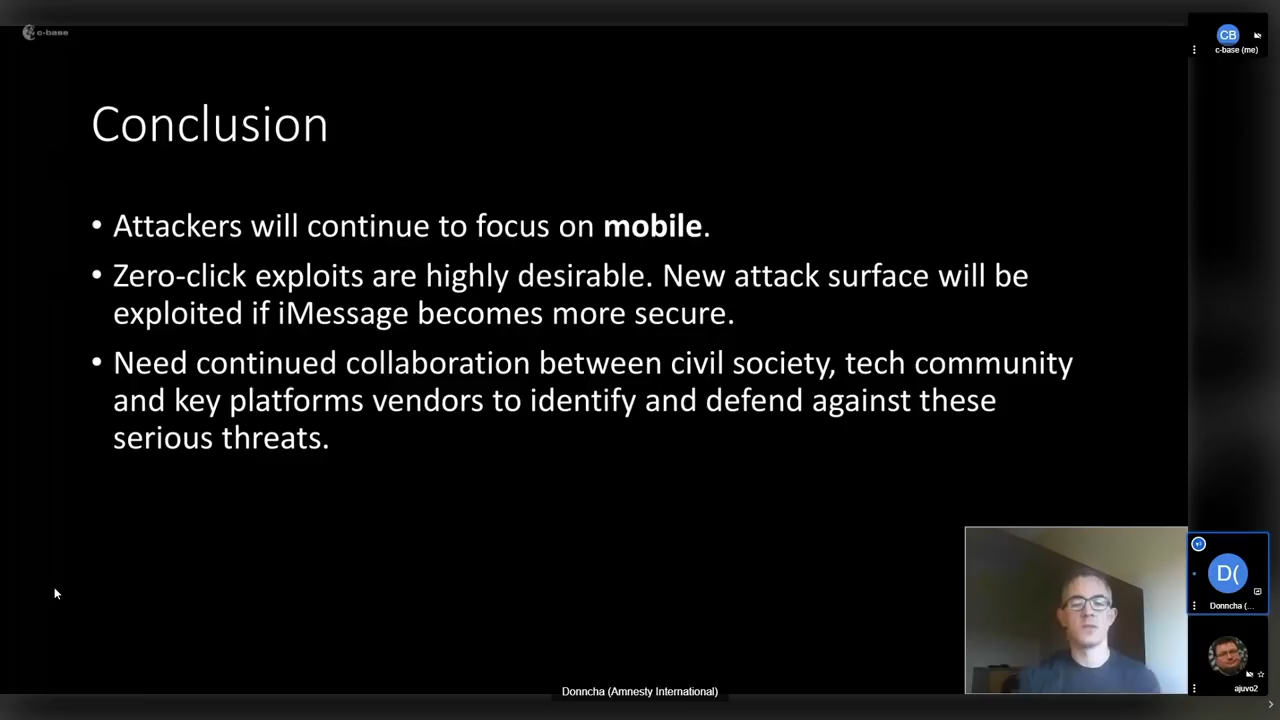 c-base
CB
c-base (me)
Conclusion
• Attackers will continue to focus on mobile.
• Zero-click exploits are highly desirable. New attack surface will be
exploited if iMessage becomes more secure.
• Need continued collaboration between civil society, tech community
and key platforms vendors to identify and defend against these
serious threats.
D(
Donncha (...
ajuvo2
Donncha (Amnesty International)